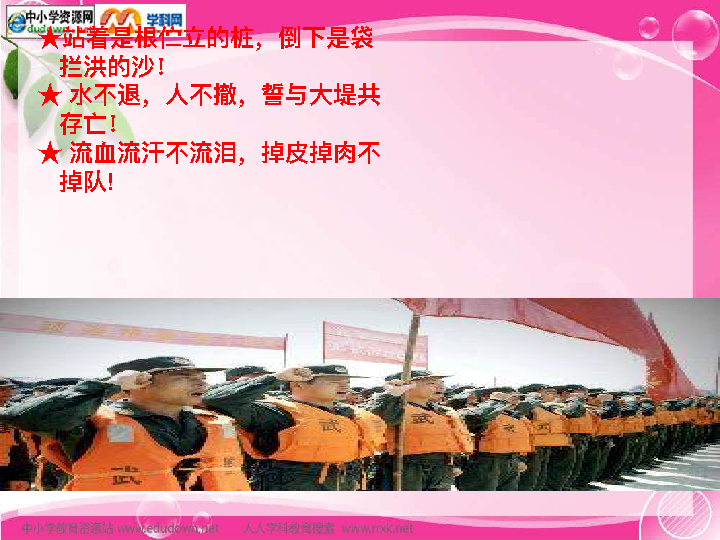 中小学资源网 学科网
★站着是根伫立的桩，倒下是袋
拦洪的沙!
★ 水不退，人不撤，誓与大堤共
存亡!
★ 流血流汗不流泪，掉皮掉肉不
掉队!
武 武 武 武
中小学教育资源站 www.edudown.net 人人学科教育搜索 www.rrxk.net